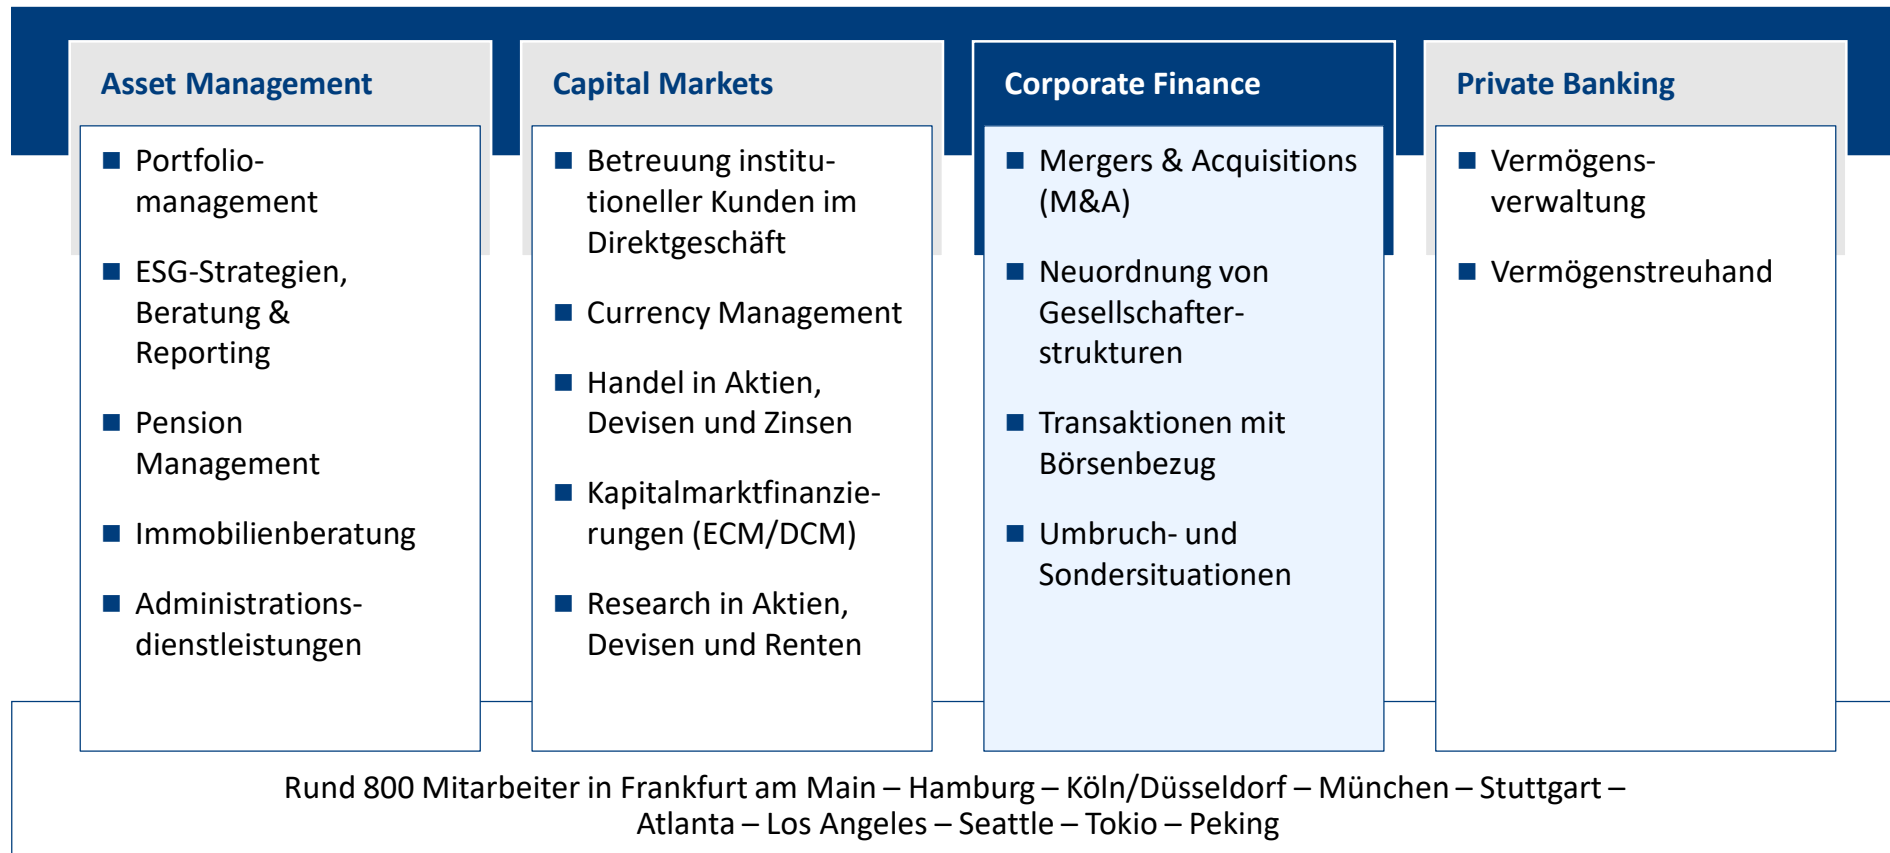 Asset Management
Portfolio-
management
ESG-Strategien,
Beratung &
Reporting
Pension
Management
Immobilienberatung
Administrations-
dienstleistungen
Capital Markets
Betreuung institu-
tioneller Kunden im
Direktgeschäft
Currency Management
Handel in Aktien,
Devisen und Zinsen
Kapitalmarktfinanzie-
rungen (ECM/DCM)
Research in Aktien,
Devisen und Renten
Corporate Finance
Mergers & Acquisitions
(M&A)
Neuordnung von
Gesellschafter-
strukturen
Transaktionen mit
Börsenbezug
Umbruch- und
Sondersituationen
Private Banking
Vermögens-
verwaltung
Vermögenstreuhand
Rund 800 Mitarbeiter in Frankfurt am Main – Hamburg – Köln/Düsseldorf – München – Stuttgart –
Atlanta – Los Angeles – Seattle – Tokio – Peking